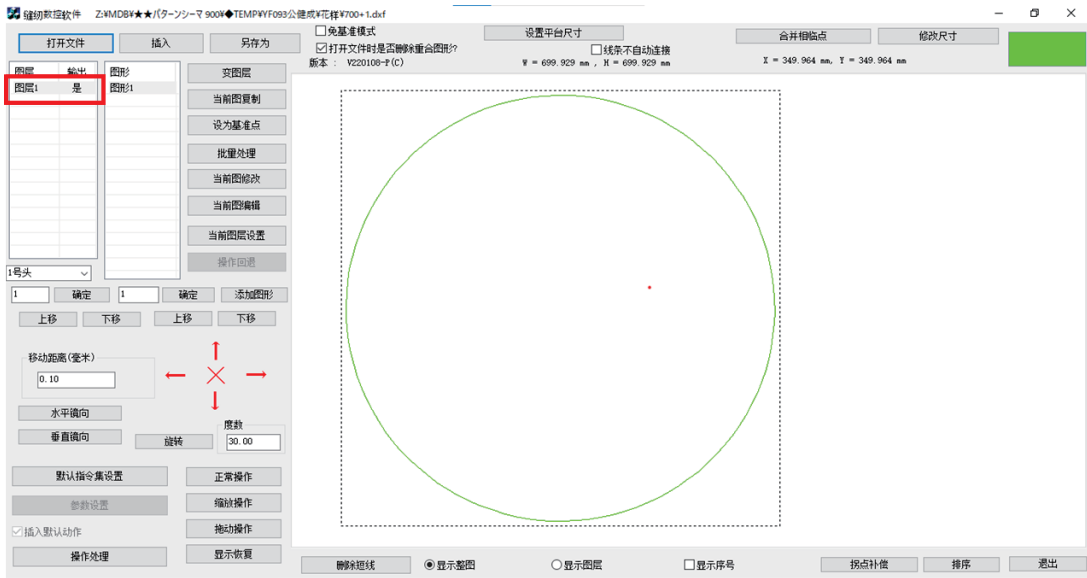 缝纫数控软件 Z:¥MDB¥★★パターンシーマ 900¥◆TEMP¥YF093公健成¥花样¥700+1.dxf
打开文件 插入 另存为
免基准模式
打开文件时是否删除重合图形?
版本 : V220108-P(C)
设置平台尺寸
线条不自动连接
W = 699.929 mm , H = 699.929 mm
合并相临点 修改尺寸
X = 349.964 mm, Y = 349.964 mm
图层 输出 图形
图层1 是 图形1
变图层
当前图复制
设为基准点
批量处理
当前图修改
当前图编辑
当前图层设置
操作回退
1号头
1 确定 1 确定 添加图形
上移 下移 上移 下移
移动距离(毫米)
0.10
水平镜向
垂直镜向
旋转
度数
30.00
默认指令集设置 正常操作
参数设置 缩放操作
插入默认动作 拖动操作
操作处理 显示恢复
删除短线 显示整图 显示图层 显示序号 拐点补偿 排序 退出